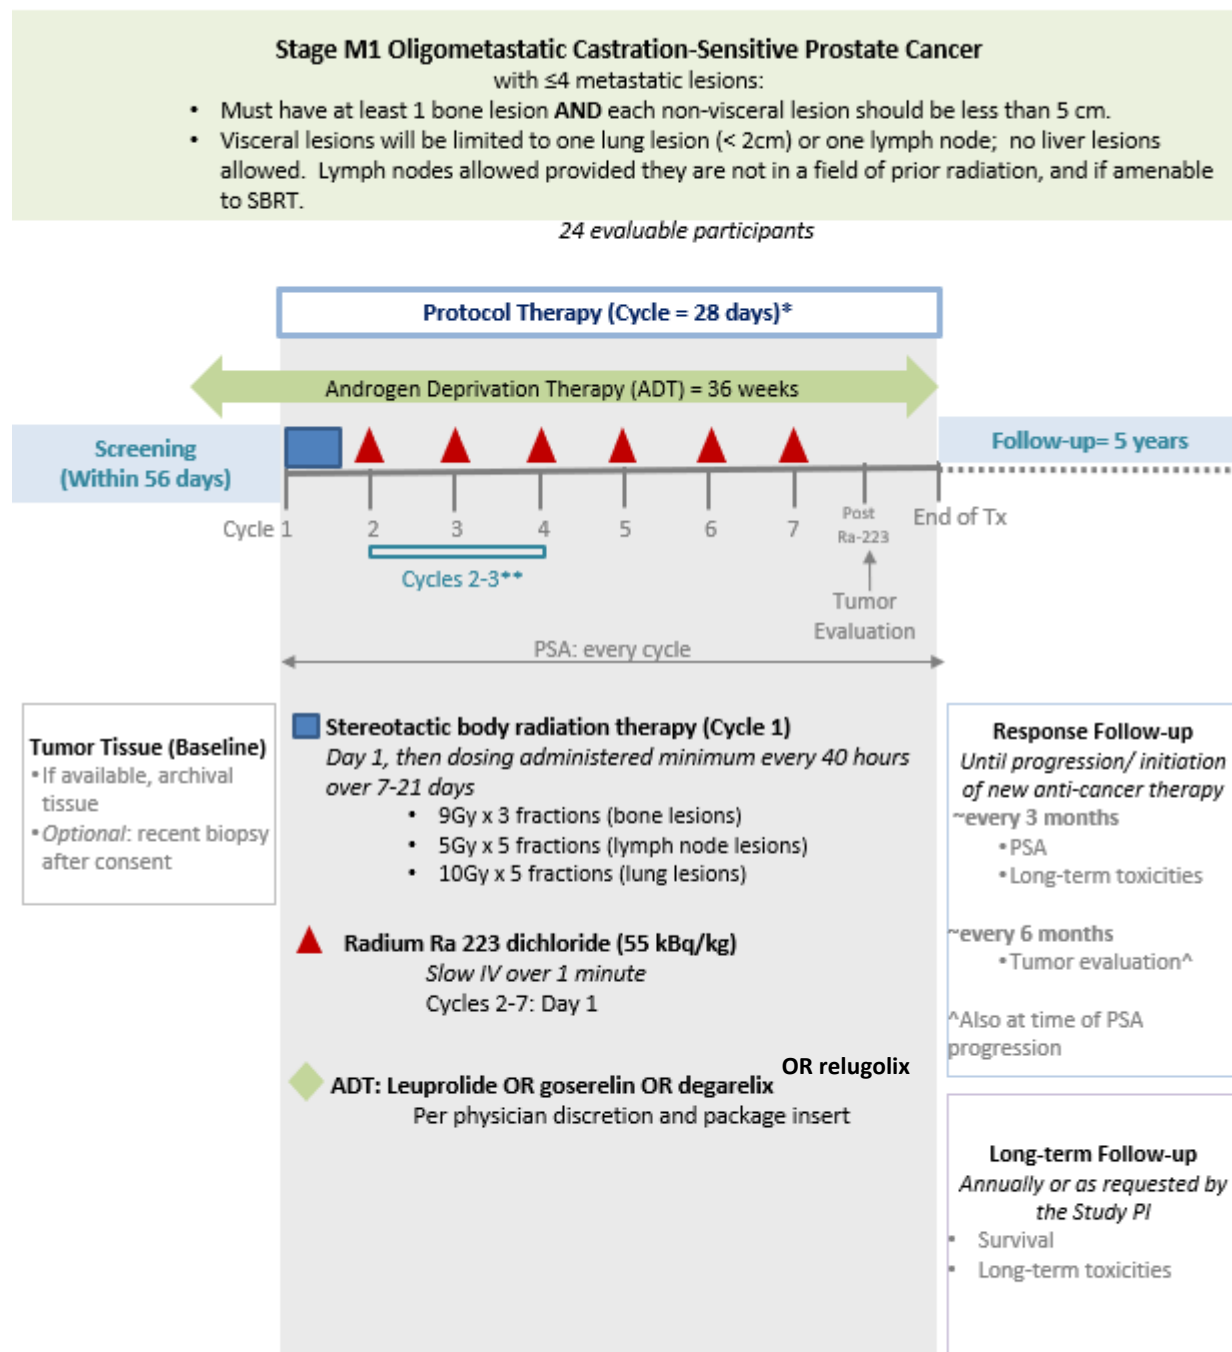 Stage M1 Oligometastatic Castration-Sensitive Prostate Cancer
with ≤4 metastatic lesions:
• Must have at least 1 bone lesion AND each non-visceral lesion should be less than 5 cm.
• Visceral lesions will be limited to one lung lesion (< 2cm) or one lymph node; no liver lesions
allowed. Lymph nodes allowed provided they are not in a field of prior radiation, and if amenable
to SBRT.
24 evaluable participants
Protocol Therapy (Cycle = 28 days)*
Androgen Deprivation Therapy (ADT) = 36 weeks
Screening
(Within 56 days)
Follow-up= 5 years
Cycle 1 2 3 4 5 6 7
Post
Ra-223
End of Tx
Cycles 2-3**
Tumor
Evaluation
PSA: every cycle
Tumor Tissue (Baseline)
• If available, archival
tissue
• Optional: recent biopsy
after consent
Stereotactic body radiation therapy (Cycle 1)
Day 1, then dosing administered minimum every 40 hours
over 7-21 days
• 9Gy x 3 fractions (bone lesions)
• 5Gy x 5 fractions (lymph node lesions)
• 10Gy x 5 fractions (lung lesions)
Radium Ra 223 dichloride (55 kBq/kg)
Slow IV over 1 minute
Cycles 2-7: Day 1
ADT: Leuprolide OR goserelin OR degarelix OR relugolix
Per physician discretion and package insert
Response Follow-up
Until progression/ initiation
of new anti-cancer therapy
~every 3 months
• PSA
• Long-term toxicities
~every 6 months
• Tumor evaluation^
^Also at time of PSA
progression
Long-term Follow-up
Annually or as requested by
the Study PI
• Survival
• Long-term toxicities